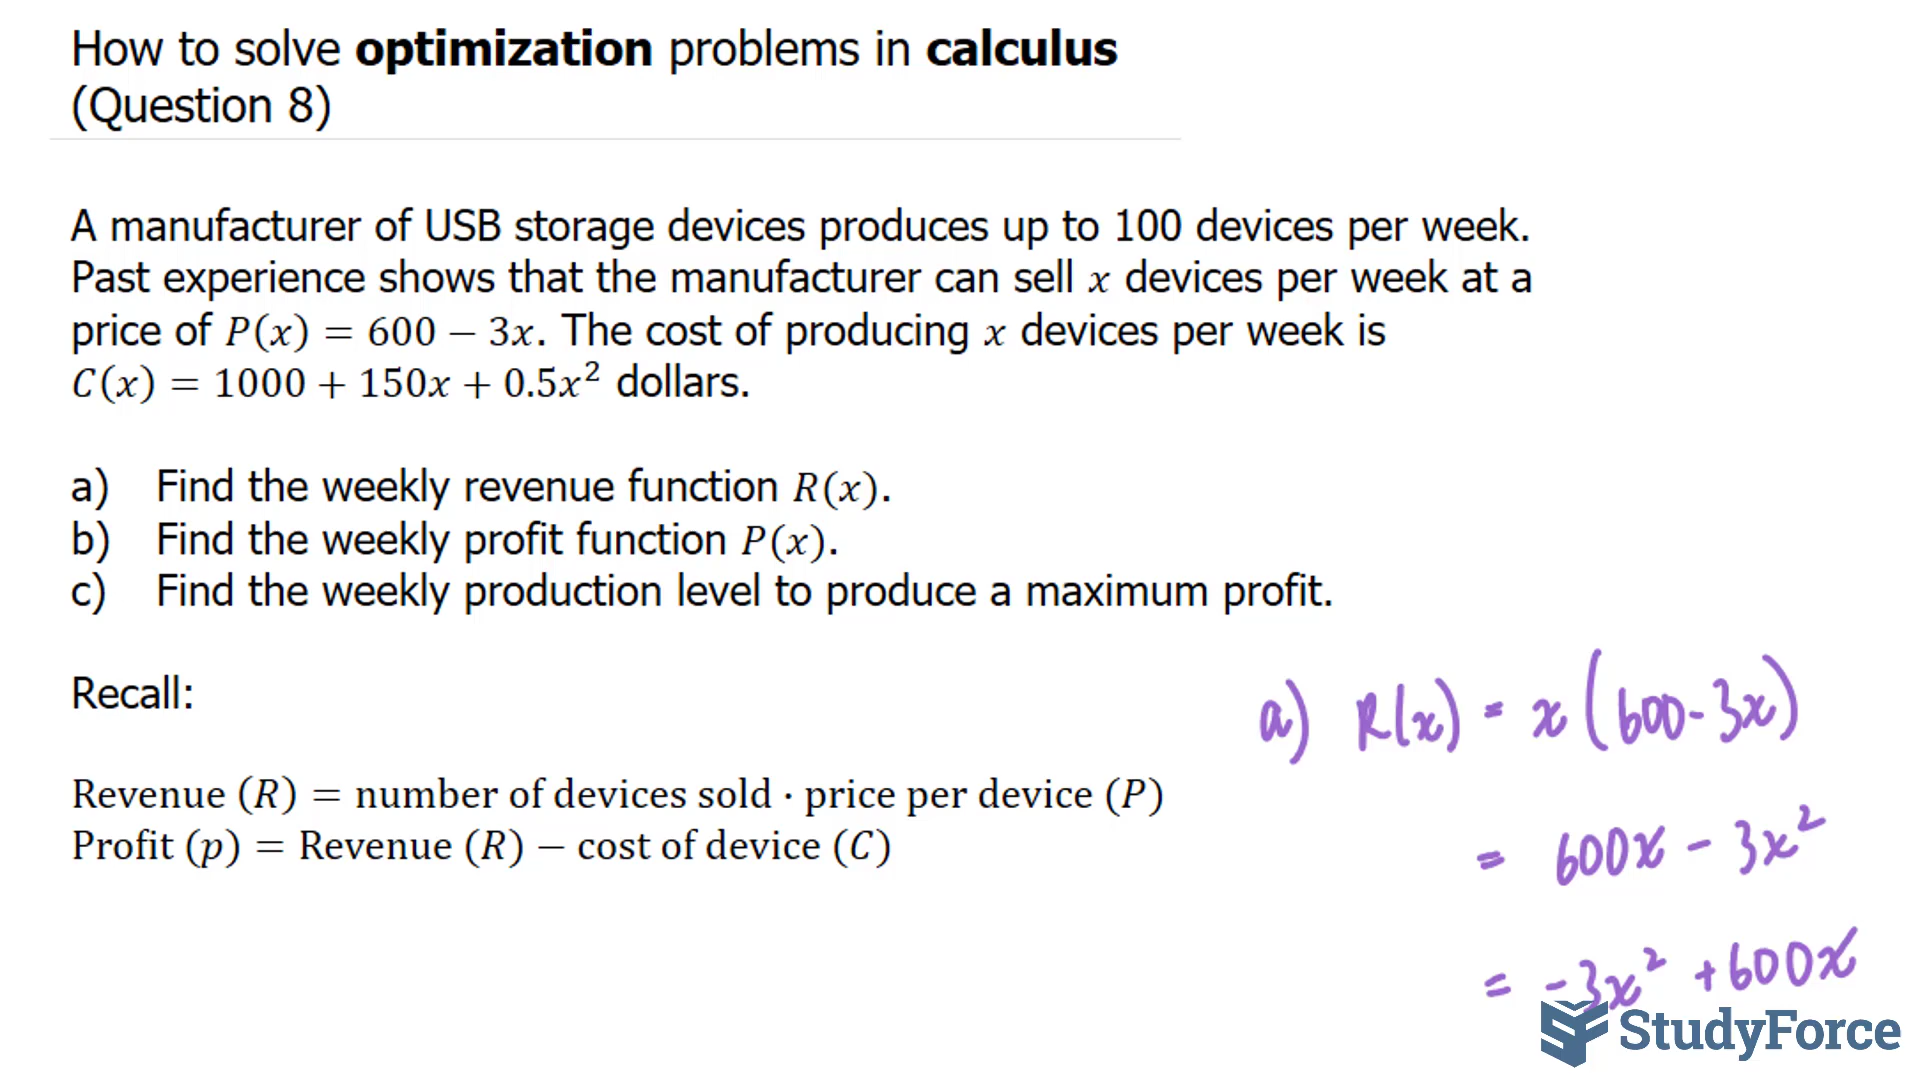 How to solve optimization problems in calculus
(Question 8)
A manufacturer of USB storage devices produces up to 100 devices per week.
Past experience shows that the manufacturer can sell x devices per week at a
price of P(x) = 600 − 3x. The cost of producing x devices per week is
C(x) = 1000 + 150x + 0.5x² dollars.
a) Find the weekly revenue function R(x).
b) Find the weekly profit function P(x).
c) Find the weekly production level to produce a maximum profit.
Recall:
Revenue (R) = number of devices sold · price per device (P)
Profit (p) = Revenue (R) − cost of device (C)
a) R(x) = x(600-3x)
= 600x - 3x²
= -3x² + 600x
StudyForce